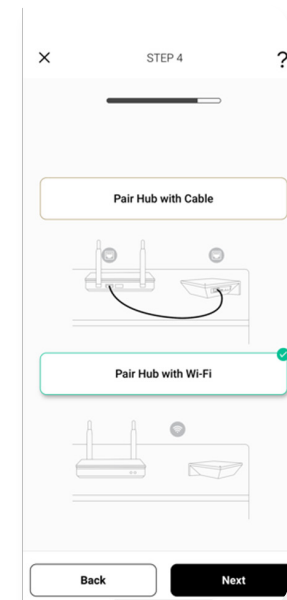 STEP 4
?
Pair Hub with Cable
Pair Hub with Wi-Fi
Back
Next